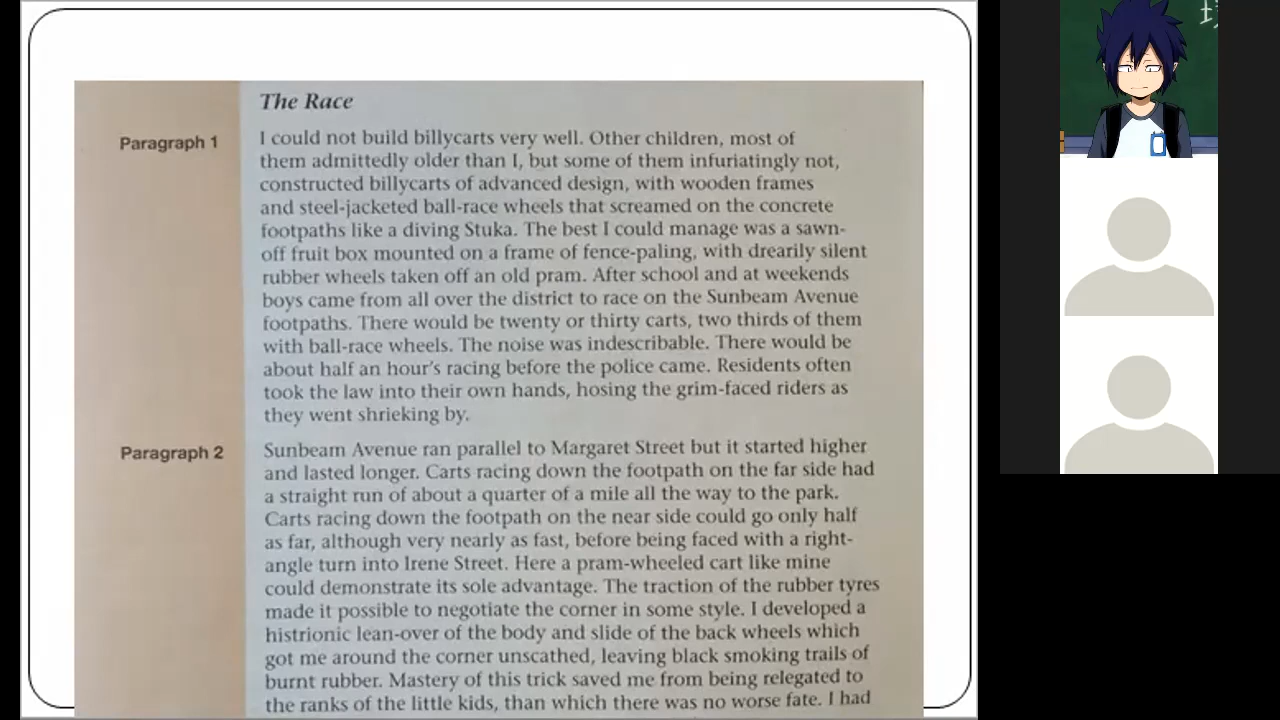 The Race
Paragraph 1
I could not build billycarts very well. Other children, most of
them admittedly older than I, but some of them infuriatingly not,
constructed billycarts of advanced design, with wooden frames
and steel-jacketed ball-race wheels that screamed on the concrete
footpaths like a diving Stuka. The best I could manage was a sawn-
off fruit box mounted on a frame of fence-paling, with drearily silent
rubber wheels taken off an old pram. After school and at weekends
boys came from all over the district to race on the Sunbeam Avenue
footpaths. There would be twenty or thirty carts, two thirds of them
with ball-race wheels. The noise was indescribable. There would be
about half an hour's racing before the police came. Residents often
took the law into their own hands, hosing the grim-faced riders as
they went shrieking by.
Paragraph 2
Sunbeam Avenue ran parallel to Margaret Street but it started higher
and lasted longer. Carts racing down the footpath on the far side had
a straight run of about a quarter of a mile all the way to the park.
Carts racing down the footpath on the near side could go only half
as far, although very nearly as fast, before being faced with a right-
angle turn into Irene Street. Here a pram-wheeled cart like mine
could demonstrate its sole advantage. The traction of the rubber tyres
made it possible to negotiate the corner in some style. I developed a
histrionic lean-over of the body and slide of the back wheels which
got me around the corner unscathed, leaving black smoking trails of
burnt rubber. Mastery of this trick saved me from being relegated to
the ranks of the little kids, than which there was no worse fate. I had